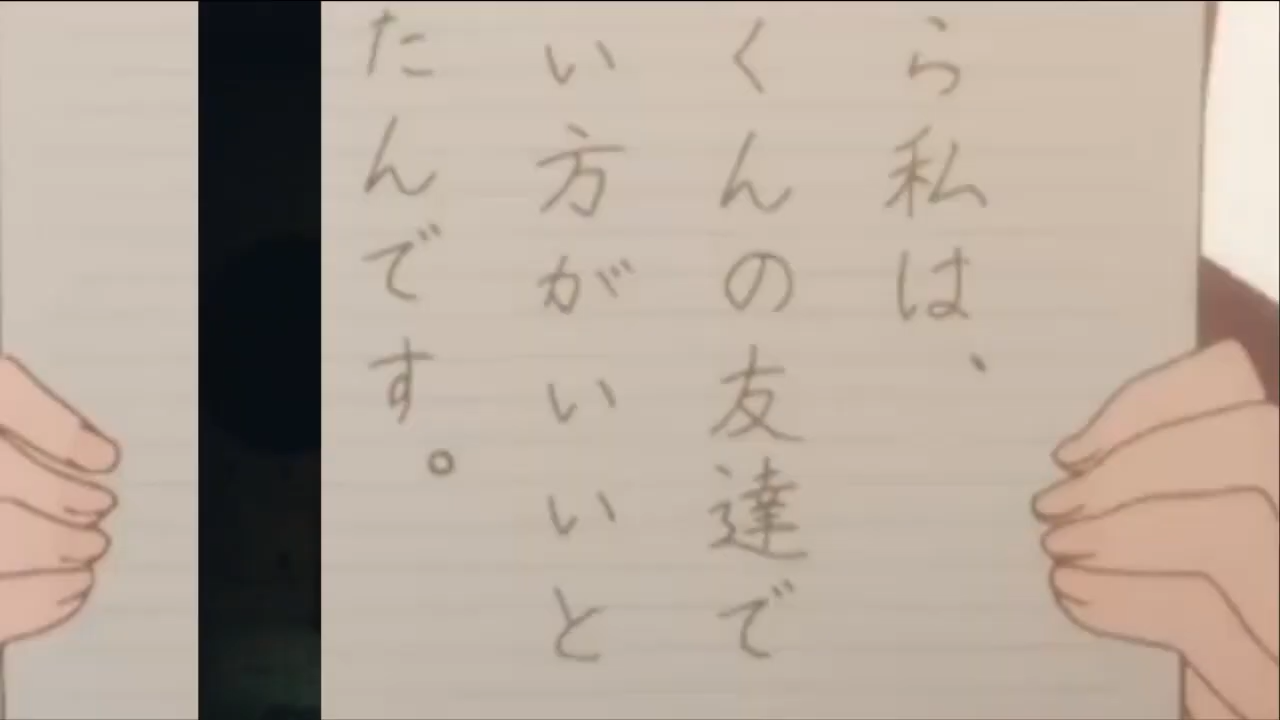 ら私は、
くんの友達で
い方がいいと
たんです。